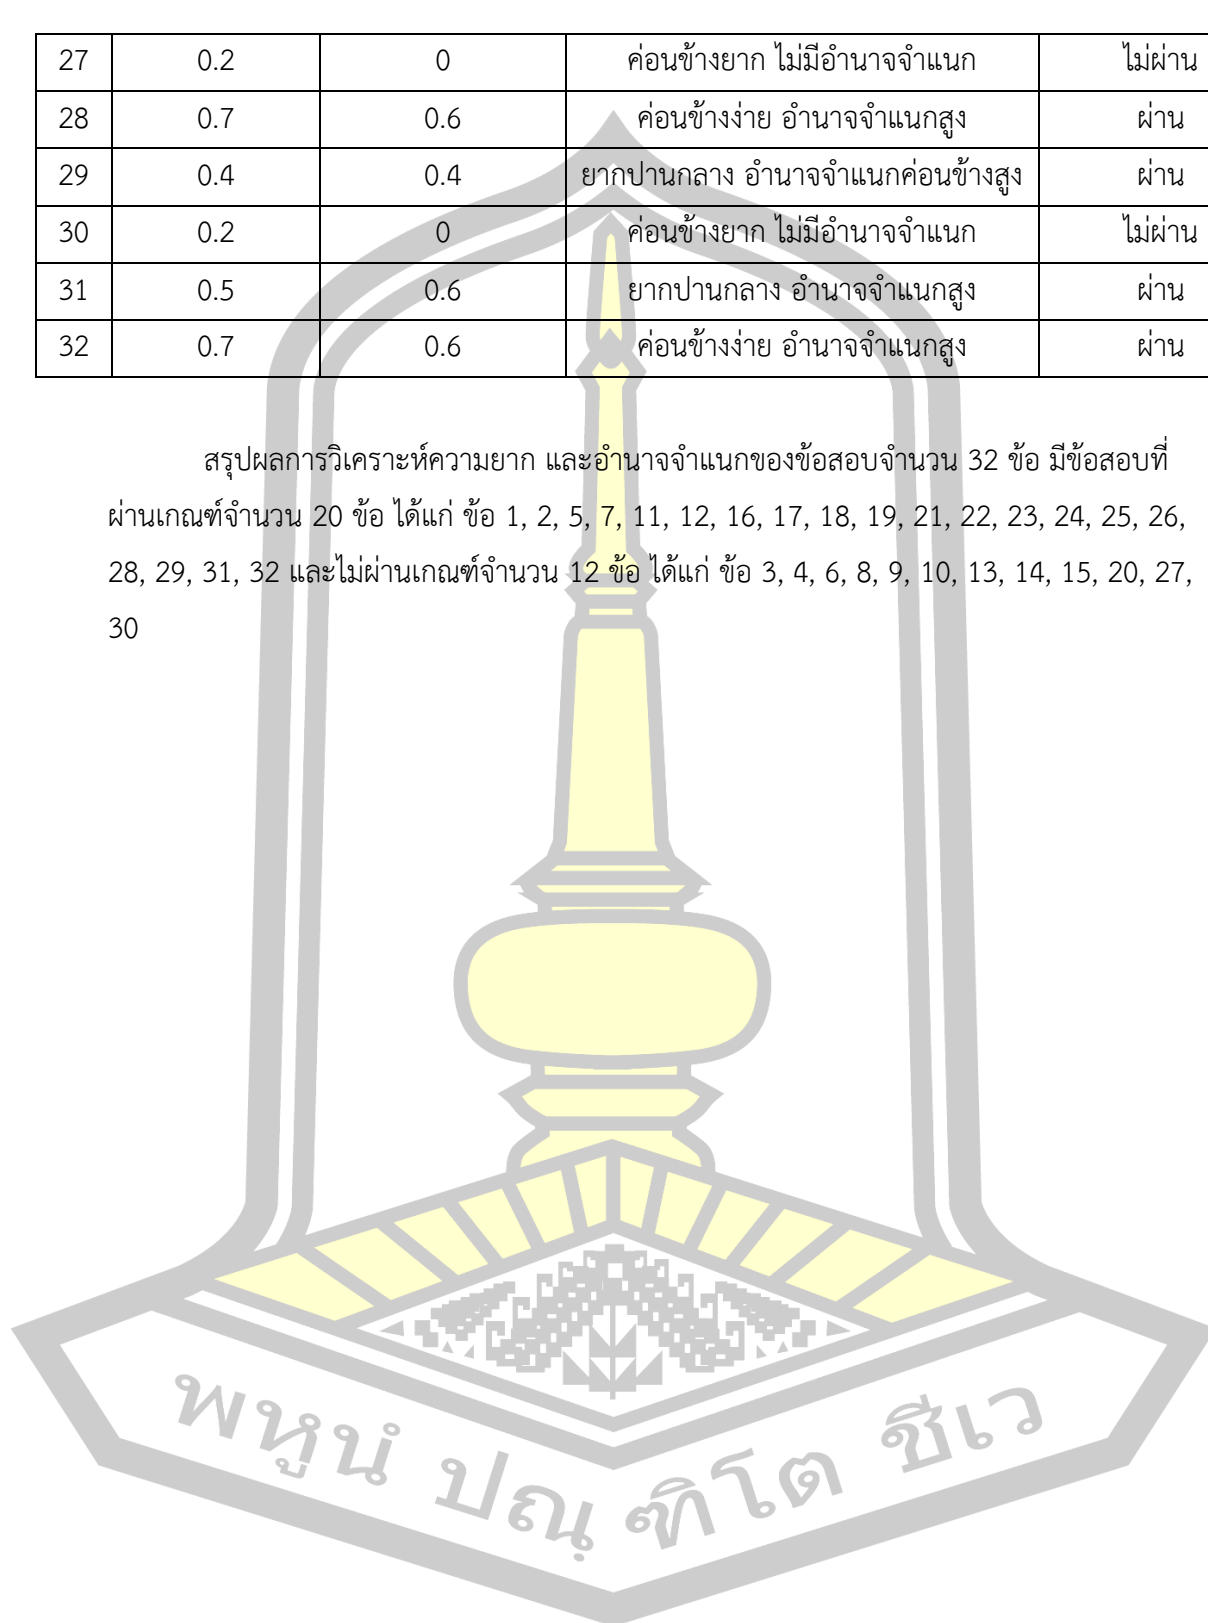 27 0.2 0 ค่อนข้างยาก ไม่มีอำนาจจำแนก ไม่ผ่าน
28 0.7 0.6 ค่อนข้างง่าย อำนาจจำแนกสูง ผ่าน
29 0.4 0.4 ยากปานกลาง อำนาจจำแนกค่อนข้างสูง ผ่าน
30 0.2 0 ค่อนข้างยาก ไม่มีอำนาจจำแนก ไม่ผ่าน
31 0.5 0.6 ยากปานกลาง อำนาจจำแนกสูง ผ่าน
32 0.7 0.6 ค่อนข้างง่าย อำนาจจำแนกสูง ผ่าน
สรุปผลการวิเคราะห์ความยาก และอำนาจจำแนกของข้อสอบจำนวน 32 ข้อ มีข้อสอบที่
ผ่านเกณฑ์จำนวน 20 ข้อ ได้แก่ ข้อ 1, 2, 5, 7, 11, 12, 16, 17, 18, 19, 21, 22, 23, 24, 25, 26,
28, 29, 31, 32 และไม่ผ่านเกณฑ์จำนวน 12 ข้อ ได้แก่ ข้อ 3, 4, 6, 8, 9, 10, 13, 14, 15, 20, 27,
30
พหูนํ ปณฺ ฑิโต ชีเว